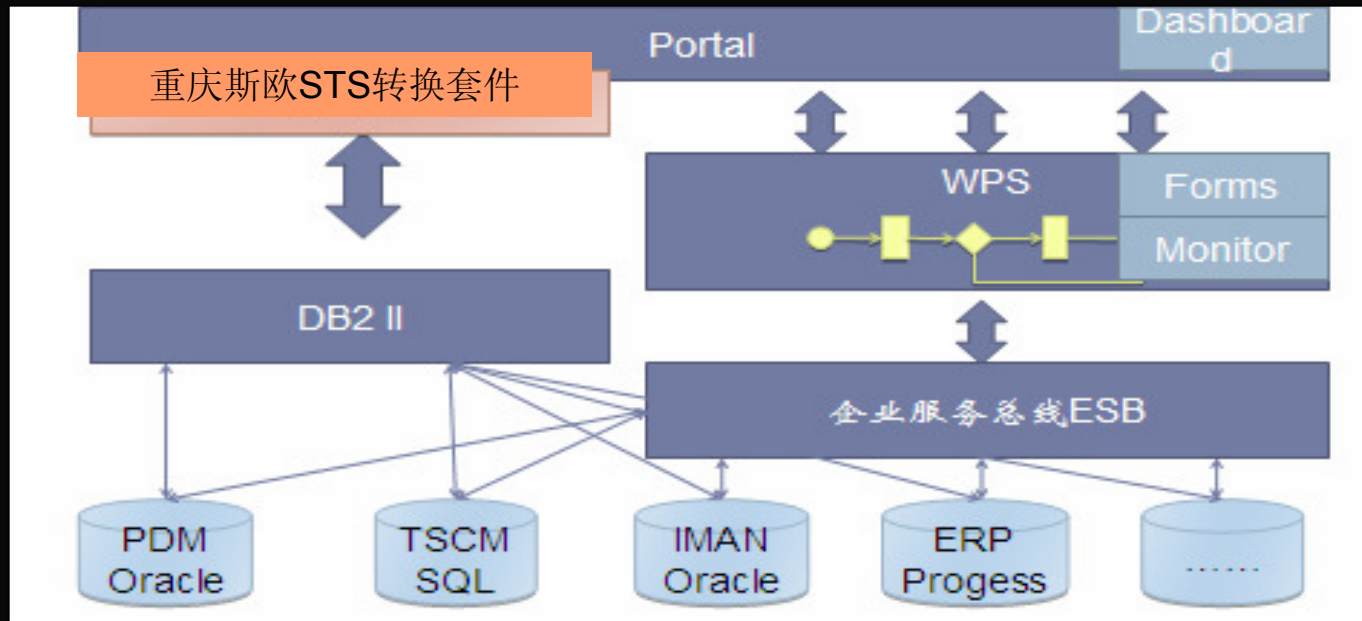 Portal
Dashboar
d
重庆斯欧STS转换套件
WPS
Forms
Monitor
DB2 II
企业服务总线ESB
PDM
Oracle
TSCM
SQL
IMAN
Oracle
ERP
Progess
......